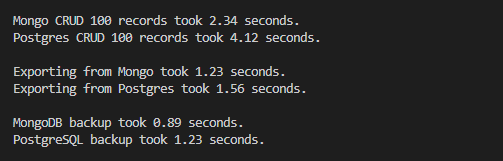 Mongo CRUD 100 records took 2.34 seconds.
Postgres CRUD 100 records took 4.12 seconds.
Exporting from Mongo took 1.23 seconds.
Exporting from Postgres took 1.56 seconds.
MongoDB backup took 0.89 seconds.
PostgreSQL backup took 1.23 seconds.